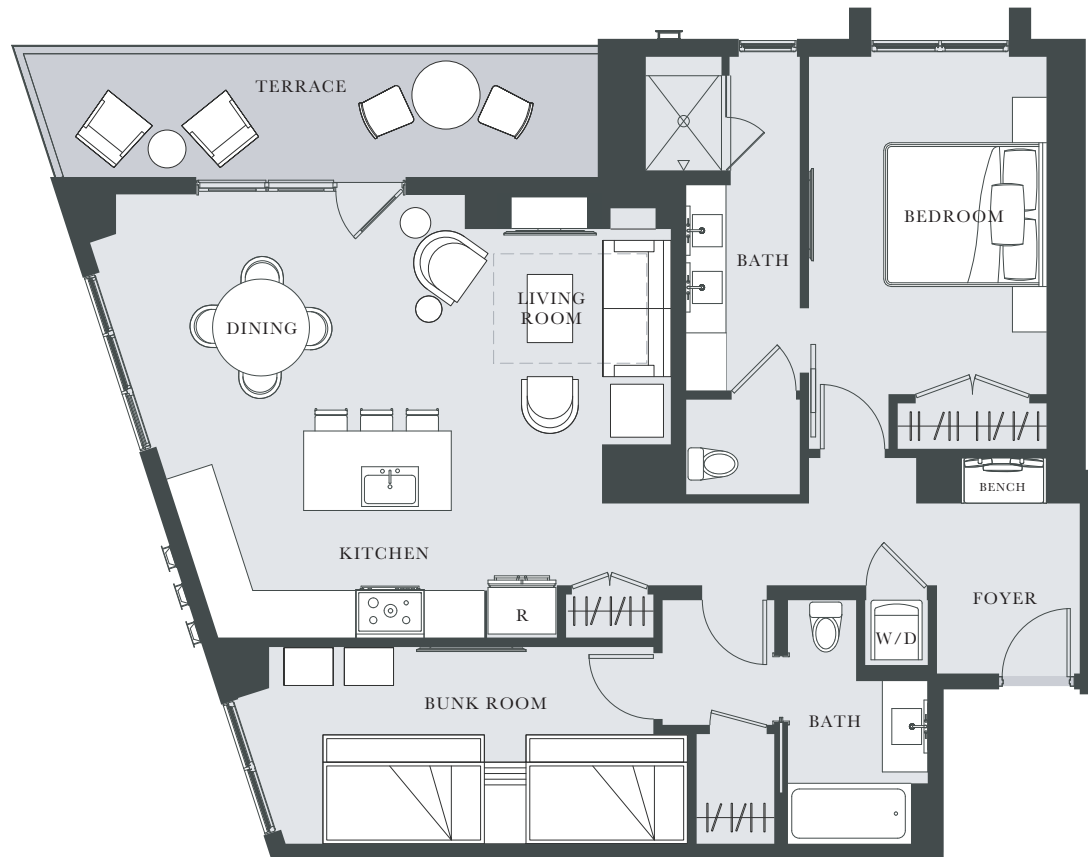 TERRACE
BEDROOM
BATH
LIVING
ROOM
DINING
BENCH
KITCHEN
FOYER
R
W/D
BUNK ROOM
BATH